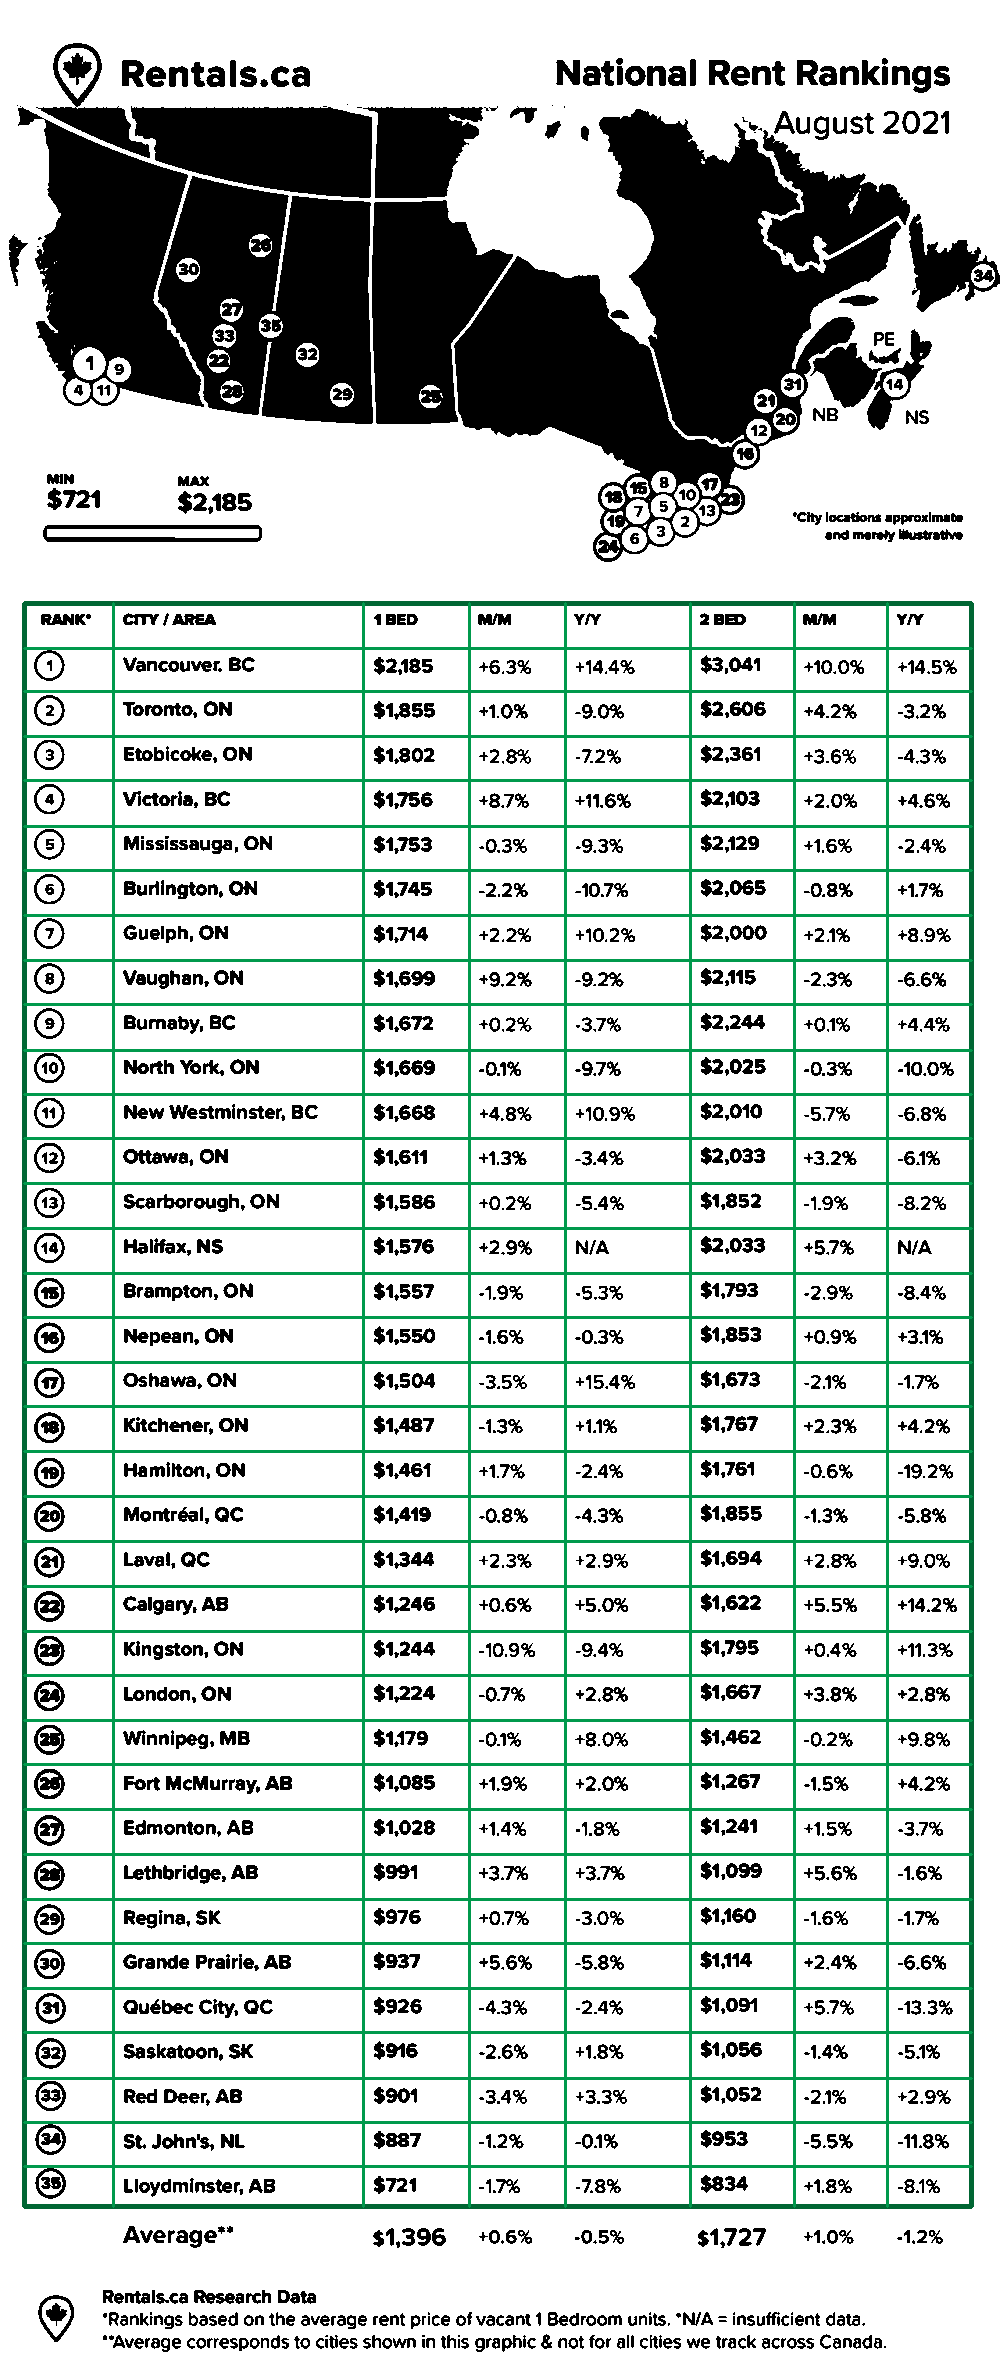 Rentals.ca
National Rent Rankings
August 2021
34
26
30
27
35
33
22
32
28
29
25
1
9
4
11
PE
31
14
21
20
NB
NS
12
16
MIN
$721
MAX
$2,185
18
15
8
10
17
23
19
7
5
2
13
24
6
3
*City locations approximate
and merely illustrative
RANK* CITY / AREA 1 BED M/M Y/Y 2 BED M/M Y/Y
1 Vancouver. BC $2,185 +6.3% +14.4% $3,041 +10.0% +14.5%
2 Toronto, ON $1,855 +1.0% -9.0% $2,606 +4.2% -3.2%
3 Etobicoke, ON $1,802 +2.8% -7.2% $2,361 +3.6% -4.3%
4 Victoria, BC $1,756 +8.7% +11.6% $2,103 +2.0% +4.6%
5 Mississauga, ON $1,753 -0.3% -9.3% $2,129 +1.6% -2.4%
6 Burlington, ON $1,745 -2.2% -10.7% $2,065 -0.8% +1.7%
7 Guelph, ON $1,714 +2.2% +10.2% $2,000 +2.1% +8.9%
8 Vaughan, ON $1,699 +9.2% -9.2% $2,115 -2.3% -6.6%
9 Burnaby, BC $1,672 +0.2% -3.7% $2,244 +0.1% +4.4%
10 North York, ON $1,669 -0.1% -9.7% $2,025 -0.3% -10.0%
11 New Westminster, BC $1,668 +4.8% +10.9% $2,010 -5.7% -6.8%
12 Ottawa, ON $1,611 +1.3% -3.4% $2,033 +3.2% -6.1%
13 Scarborough, ON $1,586 +0.2% -5.4% $1,852 -1.9% -8.2%
14 Halifax, NS $1,576 +2.9% N/A $2,033 +5.7% N/A
15 Brampton, ON $1,557 -1.9% -5.3% $1,793 -2.9% -8.4%
16 Nepean, ON $1,550 -1.6% -0.3% $1,853 +0.9% +3.1%
17 Oshawa, ON $1,504 -3.5% +15.4% $1,673 -2.1% -1.7%
18 Kitchener, ON $1,487 -1.3% +1.1% $1,767 +2.3% +4.2%
19 Hamilton, ON $1,461 +1.7% -2.4% $1,761 -0.6% -19.2%
20 Montréal, QC $1,419 -0.8% -4.3% $1,855 -1.3% -5.8%
21 Laval, QC $1,344 +2.3% +2.9% $1,694 +2.8% +9.0%
22 Calgary, AB $1,246 +0.6% +5.0% $1,622 +5.5% +14.2%
23 Kingston, ON $1,244 -10.9% -9.4% $1,795 +0.4% +11.3%
24 London, ON $1,224 -0.7% +2.8% $1,667 +3.8% +2.8%
25 Winnipeg, MB $1,179 -0.1% +8.0% $1,462 -0.2% +9.8%
26 Fort McMurray, AB $1,085 +1.9% +2.0% $1,267 -1.5% +4.2%
27 Edmonton, AB $1,028 +1.4% -1.8% $1,241 +1.5% -3.7%
28 Lethbridge, AB $991 +3.7% +3.7% $1,099 +5.6% -1.6%
29 Regina, SK $976 +0.7% -3.0% $1,160 -1.6% -1.7%
30 Grande Prairie, AB $937 +5.6% -5.8% $1,114 +2.4% -6.6%
31 Québec City, QC $926 -4.3% -2.4% $1,091 +5.7% -13.3%
32 Saskatoon, SK $916 -2.6% +1.8% $1,056 -1.4% -5.1%
33 Red Deer, AB $901 -3.4% +3.3% $1,052 -2.1% +2.9%
34 St. John's, NL $887 -1.2% -0.1% $953 -5.5% -11.8%
35 Lloydminster, AB $721 -1.7% -7.8% $834 +1.8% -8.1%
Average** $1,396 +0.6% -0.5% $1,727 +1.0% -1.2%
Rentals.ca Research Data
*Rankings based on the average rent price of vacant 1 Bedroom units. *N/A = insufficient data.
**Average corresponds to cities shown in this graphic & not for all cities we track across Canada.